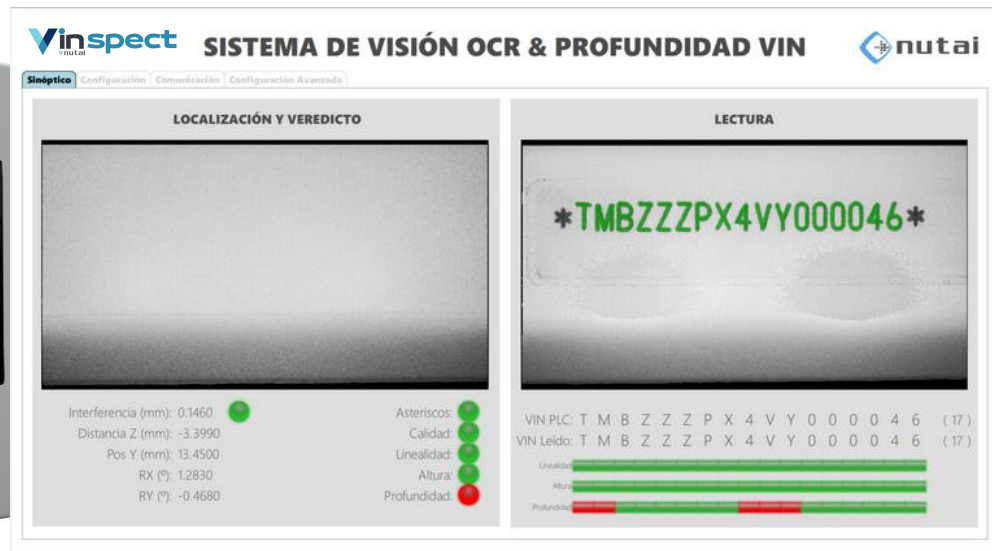 Vinspect
nutai
SISTEMA DE VISIÓN OCR & PROFUNDIDAD VIN
nutai
Sinóptico Configuración Comunicación Configuración Avanzada
LOCALIZACIÓN Y VEREDICTO
Interferencia (mm): 0.1460
Distancia Z (mm): -3.3990
Pos Y (mm): 13.4500
RX (º): 1.2830
RY (º): -0.4680
Asteriscos:
Calidad:
Linealidad:
Altura:
Profundidad:
LECTURA
*TMBZZZPX4VY000046*
VIN PLC: T M B Z Z Z P X 4 V Y 0 0 0 0 4 6 (17)
VIN Leído: T M B Z Z Z P X 4 V Y 0 0 0 0 4 6 (17)
Linealidad
Altura
Profundidad